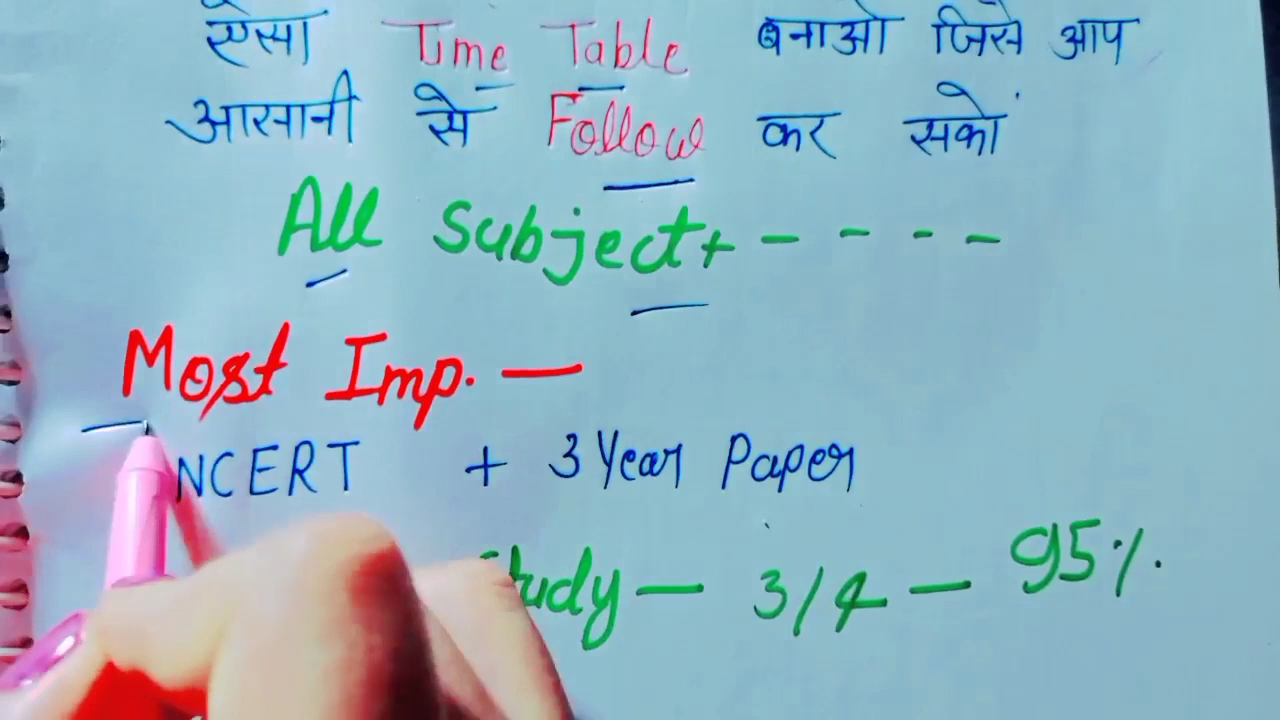 ऐसा Time Table बनाओ जिसे आप
आसानी से Follow कर सकों
All Subject + - - - -
Most Imp. —
NCERT + 3 Year Paper
Study — 3/4 — 95%.